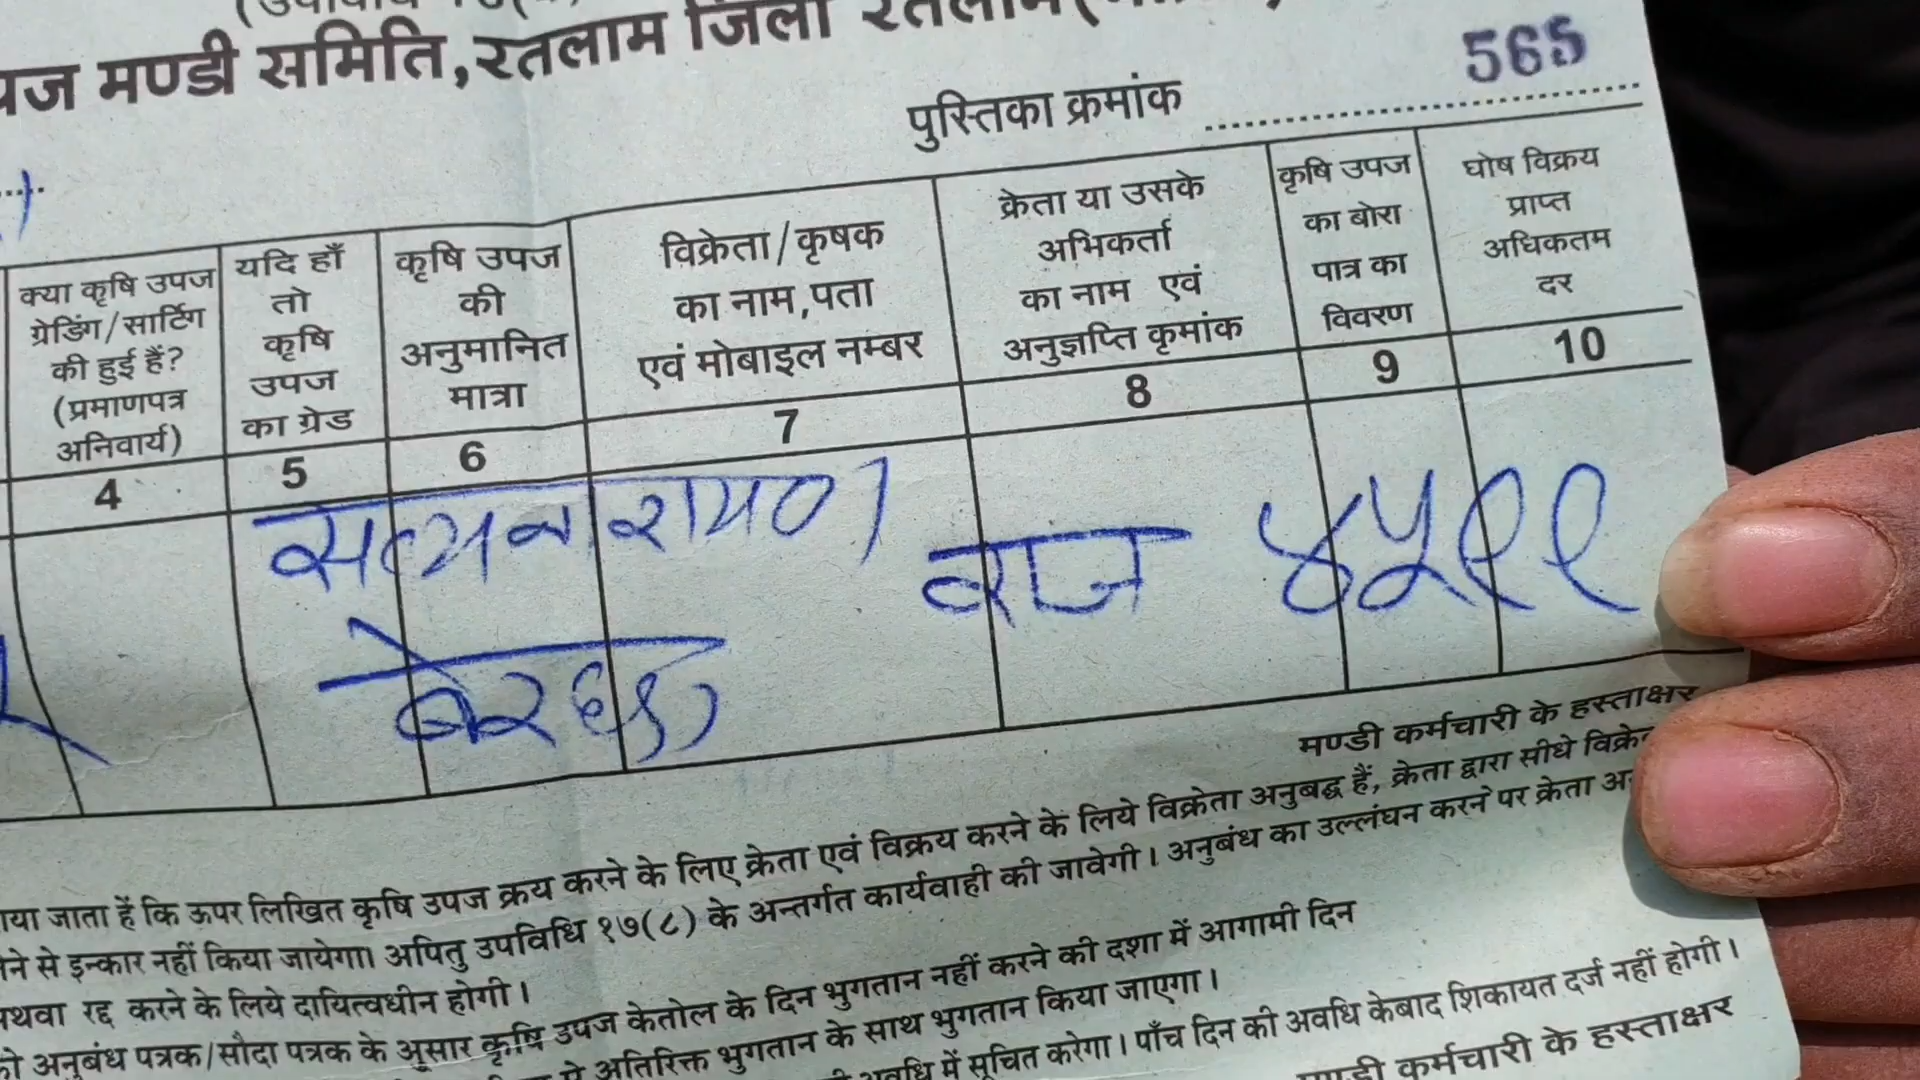 मण्डी समिति,रतलाम जिला रतलाम
565
पुस्तिका क्रमांक ........................
क्या कृषि उपज ग्रेडिंग/सार्टिग की हुई हैं? (प्रमाणपत्र अनिवार्य)
यदि हाँ तो कृषि उपज का ग्रेड
कृषि उपज की अनुमानित मात्रा
विक्रेता/कृषक का नाम,पता एवं मोबाइल नम्बर
क्रेता या उसके अभिकर्ता का नाम एवं अनुज्ञप्ति कृमांक
कृषि उपज का बोरा पात्र का विवरण
घोष विक्रय प्राप्त अधिकतम दर
4 5 6 7 8 9 10
सत्यनारायण ४५११
मण्डी कर्मचारी के हस्ताक्षर
जाता हैं कि ऊपर लिखित कृषि उपज क्रय करने के लिए क्रेता एवं विक्रय करने के लिये विक्रेता अनुबद्ध हैं, क्रेता द्वारा सीधे
से इन्कार नहीं किया जायेगा। अपितु उपविधि १७(८) के अन्तर्गत कार्यवाही की जावेगी। अनुबंध का उल्लंघन करने पर क्रेता
रद्द करने के लिये दायित्वधीन होगी।
अनुबंध पत्रक/सौदा पत्रक के अुसार कृषि उपज केतोल के दिन भुगतान नहीं करने की दशा में आगामी दिन
अतिरिक्त भुगतान के साथ भुगतान किया जाएगा।
में सूचित करेगा। पाँच दिन की अवधि केबाद शिकायत दर्ज नहीं होगी।
कर्मचारी के हस्ताक्षर